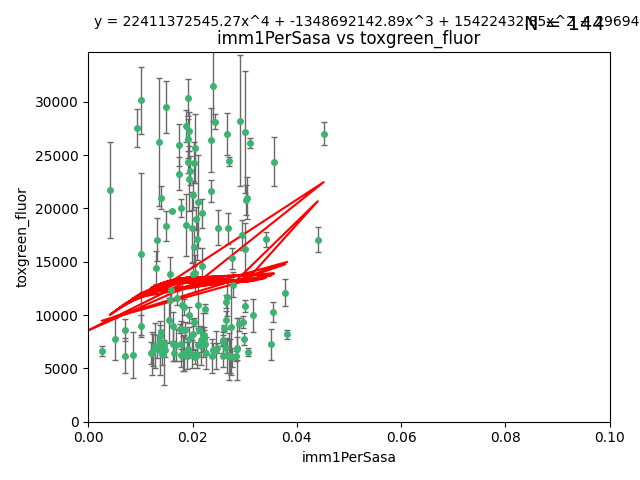 y = 22411372545.27x^4 + -1348692142.89x^3 + 15422432
N = 144
imm1PerSasa vs toxgreen_fluor
30000
25000
20000
15000
10000
5000
0
toxgreen_fluor
0.00 0.02 0.04 0.06 0.08 0.10
imm1PerSasa